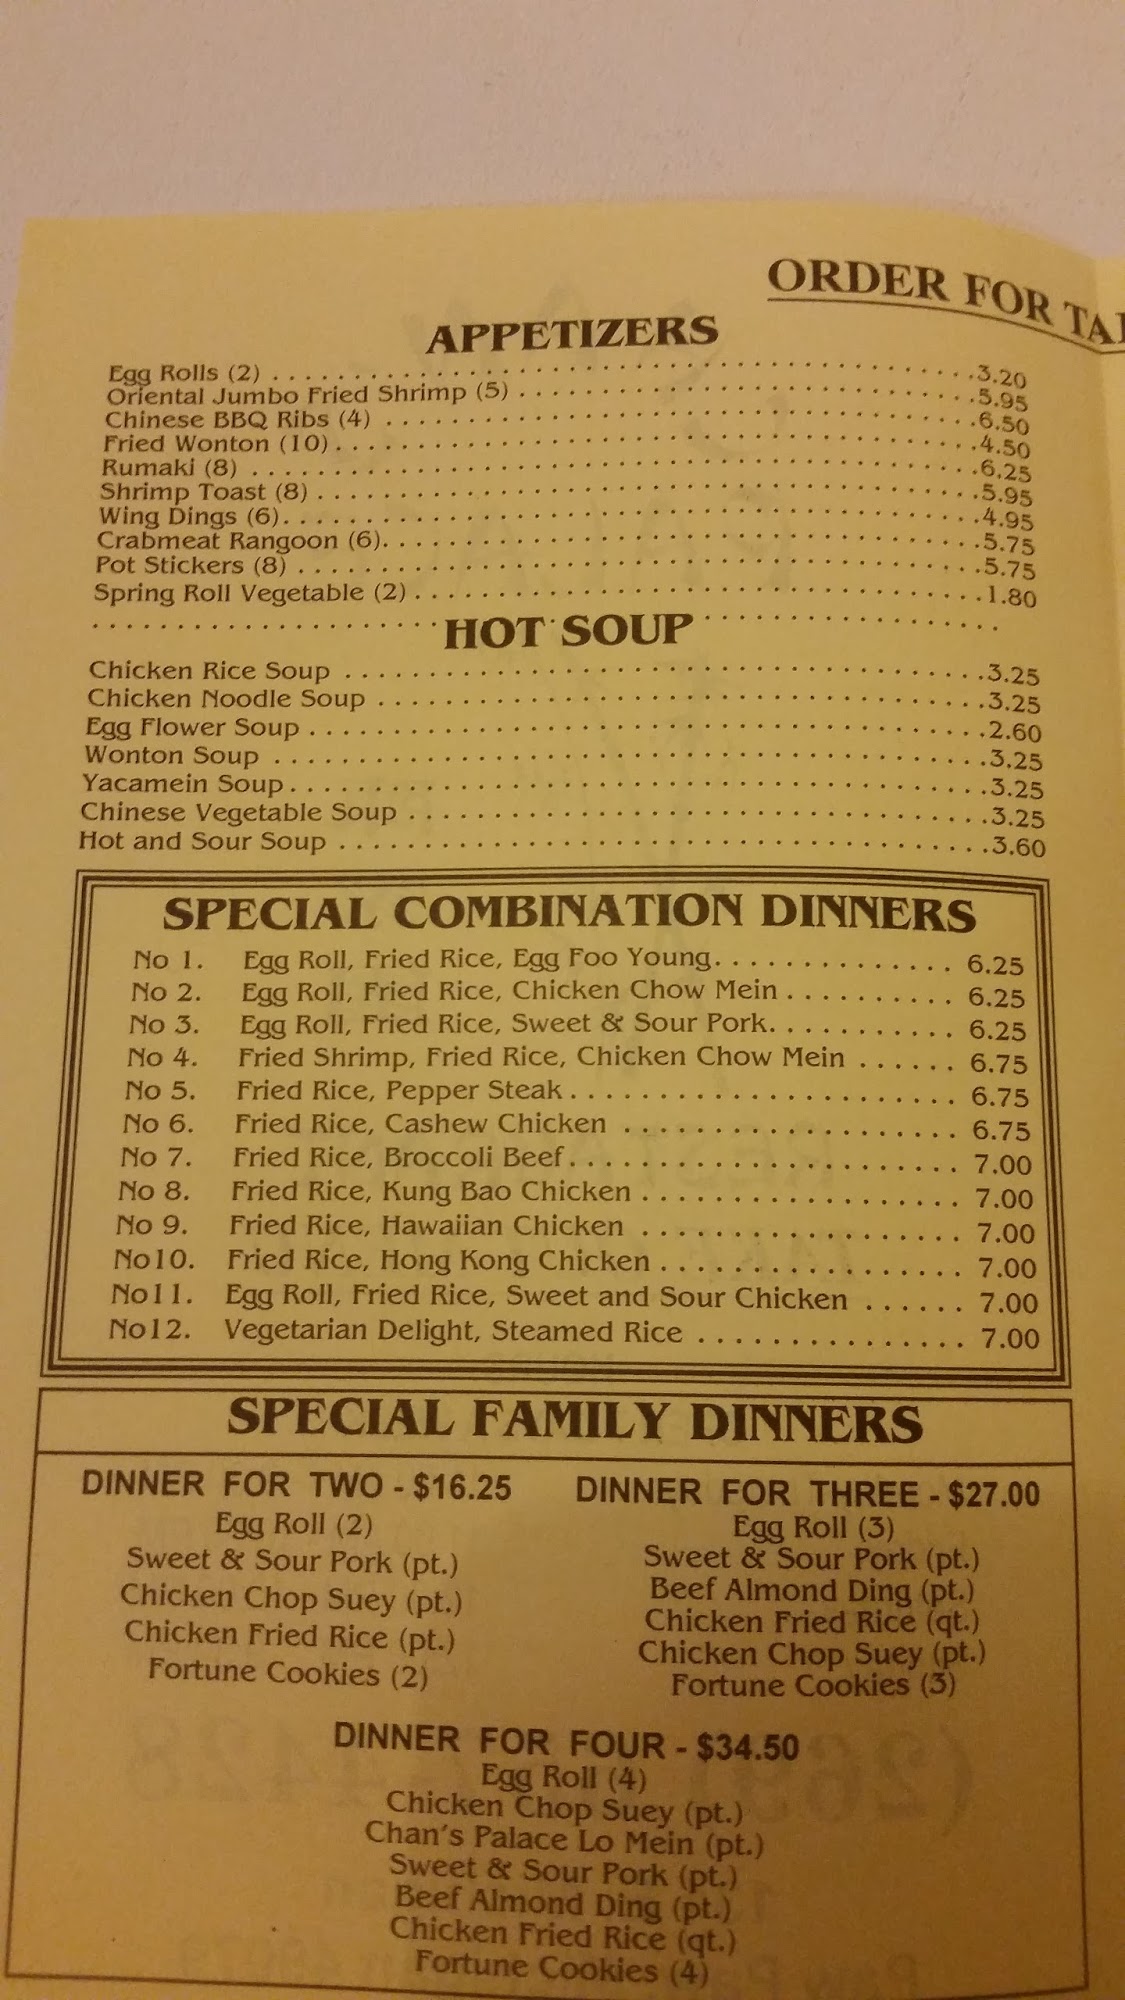 ORDER FOR
APPETIZERS
Egg Rolls (2) . . . . . . . . . . . . . . . . . . . . . . . . . . . . . . . . . . . . . . . . .3.20
Oriental Jumbo Fried Shrimp (5) . . . . . . . . . . . . . . . . . . . . . . . . . . .5.95
Chinese BBQ Ribs (4) . . . . . . . . . . . . . . . . . . . . . . . . . . . . . . . . . . .6.50
Fried Wonton (10) . . . . . . . . . . . . . . . . . . . . . . . . . . . . . . . . . . . . . .4.50
Rumaki (8) . . . . . . . . . . . . . . . . . . . . . . . . . . . . . . . . . . . . . . . . . . .6.25
Shrimp Toast (8) . . . . . . . . . . . . . . . . . . . . . . . . . . . . . . . . . . . . . . .5.95
Wing Dings (6). . . . . . . . . . . . . . . . . . . . . . . . . . . . . . . . . . . . . . . . .4.95
Crabmeat Rangoon (6). . . . . . . . . . . . . . . . . . . . . . . . . . . . . . . . . . .5.75
Pot Stickers (8) . . . . . . . . . . . . . . . . . . . . . . . . . . . . . . . . . . . . . . . .5.75
Spring Roll Vegetable (2) . . . . . . . . . . . . . . . . . . . . . . . . . . . . . . . . .1.80
HOT SOUP
Chicken Rice Soup . . . . . . . . . . . . . . . . . . . . . . . . . . . . . . . . . . . . .3.25
Chicken Noodle Soup . . . . . . . . . . . . . . . . . . . . . . . . . . . . . . . . . . .3.25
Egg Flower Soup . . . . . . . . . . . . . . . . . . . . . . . . . . . . . . . . . . . . . . .2.60
Wonton Soup . . . . . . . . . . . . . . . . . . . . . . . . . . . . . . . . . . . . . . . . .3.25
Yacamein Soup. . . . . . . . . . . . . . . . . . . . . . . . . . . . . . . . . . . . . . . .3.25
Chinese Vegetable Soup . . . . . . . . . . . . . . . . . . . . . . . . . . . . . . . . .3.25
Hot and Sour Soup . . . . . . . . . . . . . . . . . . . . . . . . . . . . . . . . . . . . .3.60
SPECIAL COMBINATION DINNERS
No 1. Egg Roll, Fried Rice, Egg Foo Young. . . . . . . . . . . . . . 6.25
No 2. Egg Roll, Fried Rice, Chicken Chow Mein . . . . . . . . . . 6.25
No 3. Egg Roll, Fried Rice, Sweet & Sour Pork. . . . . . . . . . . 6.25
No 4. Fried Shrimp, Fried Rice, Chicken Chow Mein . . . . . . 6.75
No 5. Fried Rice, Pepper Steak . . . . . . . . . . . . . . . . . . . . . . . 6.75
No 6. Fried Rice, Cashew Chicken . . . . . . . . . . . . . . . . . . . . 6.75
No 7. Fried Rice, Broccoli Beef . . . . . . . . . . . . . . . . . . . . . . . 7.00
No 8. Fried Rice, Kung Bao Chicken . . . . . . . . . . . . . . . . . . . 7.00
No 9. Fried Rice, Hawaiian Chicken . . . . . . . . . . . . . . . . . . . 7.00
No10. Fried Rice, Hong Kong Chicken . . . . . . . . . . . . . . . . . . 7.00
No11. Egg Roll, Fried Rice, Sweet and Sour Chicken . . . . . . 7.00
No12. Vegetarian Delight, Steamed Rice . . . . . . . . . . . . . . . . 7.00
SPECIAL FAMILY DINNERS
DINNER FOR TWO - $16.25
Egg Roll (2)
Sweet & Sour Pork (pt.)
Chicken Chop Suey (pt.)
Chicken Fried Rice (pt.)
Fortune Cookies (2)
DINNER FOR THREE - $27.00
Egg Roll (3)
Sweet & Sour Pork (pt.)
Beef Almond Ding (pt.)
Chicken Fried Rice (qt.)
Chicken Chop Suey (pt.)
Fortune Cookies (3)
DINNER FOR FOUR - $34.50
Egg Roll (4)
Chicken Chop Suey (pt.)
Chan's Palace Lo Mein (pt.)
Sweet & Sour Pork (pt.)
Beef Almond Ding (pt.)
Chicken Fried Rice (qt.)
Fortune Cookies (4)